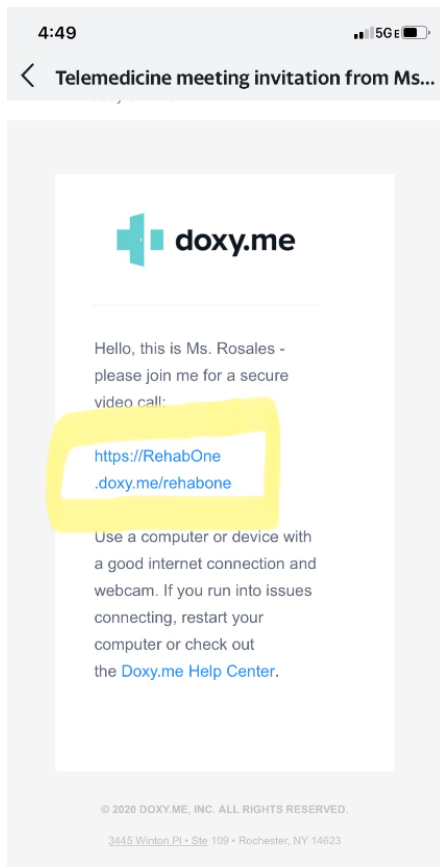 4:49
5GE
Telemedicine meeting invitation from Ms...
doxy.me
Hello, this is Ms. Rosales -
please join me for a secure
video call:
https://RehabOne
.doxy.me/rehabone
Use a computer or device with
a good internet connection and
webcam. If you run into issues
connecting, restart your
computer or check out
the Doxy.me Help Center.
© 2020 DOXY.ME, INC. ALL RIGHTS RESERVED.
3445 Winton Pl • Ste 109 • Rochester, NY 14623